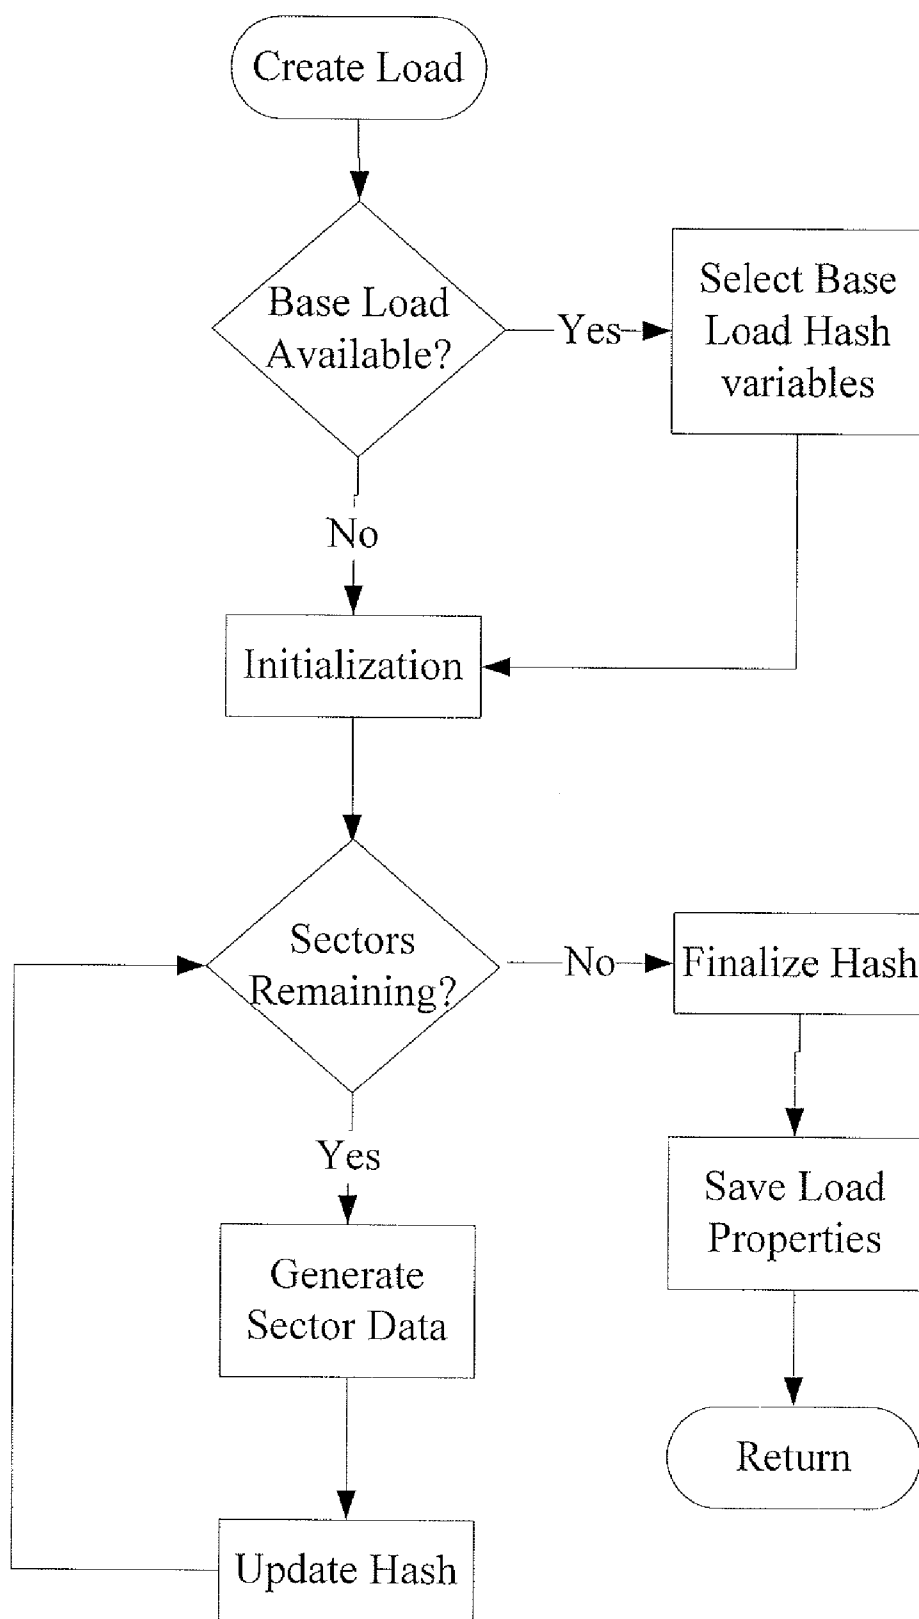 Create Load
Base Load
Available?
Yes
Select Base
Load Hash
variables
No
Initialization
Sectors
Remaining?
No
Finalize Hash
Yes
Save Load
Properties
Generate
Sector Data
Return
Update Hash